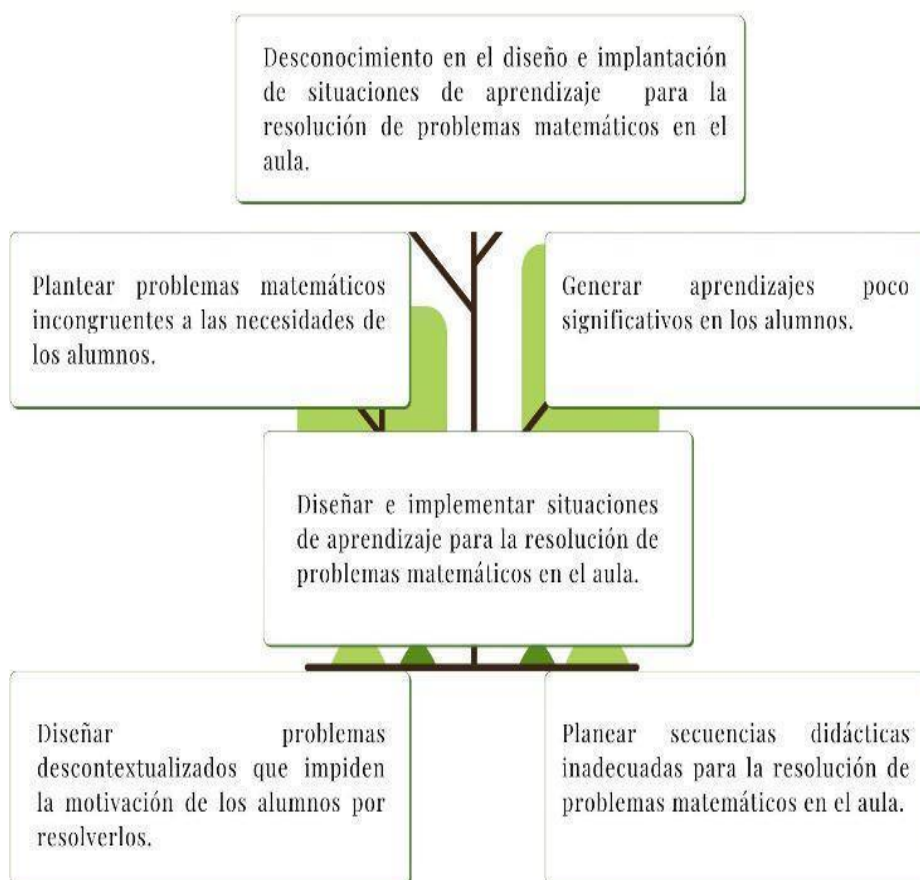 Desconocimiento en el diseño e implantación
de situaciones de aprendizaje para la
resolución de problemas matemáticos en el
aula.
Plantear problemas matemáticos
incongruentes a las necesidades de
los alumnos.
Generar aprendizajes poco
significativos en los alumnos.
Diseñar e implementar situaciones
de aprendizaje para la resolución de
problemas matemáticos en el aula.
Diseñar problemas
descontextualizados que impiden
la motivación de los alumnos por
resolverlos.
Planear secuencias didácticas
inadecuadas para la resolución de
problemas matemáticos en el aula.